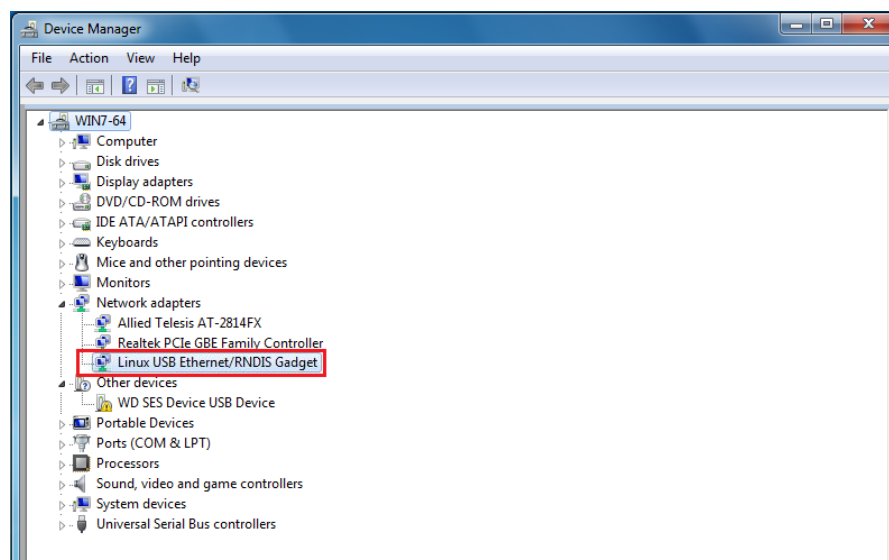 Device Manager
File Action View Help
WIN7-64
Computer
Disk drives
Display adapters
DVD/CD-ROM drives
IDE ATA/ATAPI controllers
Keyboards
Mice and other pointing devices
Monitors
Network adapters
Allied Telesis AT-2814FX
Realtek PCIe GBE Family Controller
Linux USB Ethernet/RNDIS Gadget
Other devices
WD SES Device USB Device
Portable Devices
Ports (COM & LPT)
Processors
Sound, video and game controllers
System devices
Universal Serial Bus controllers